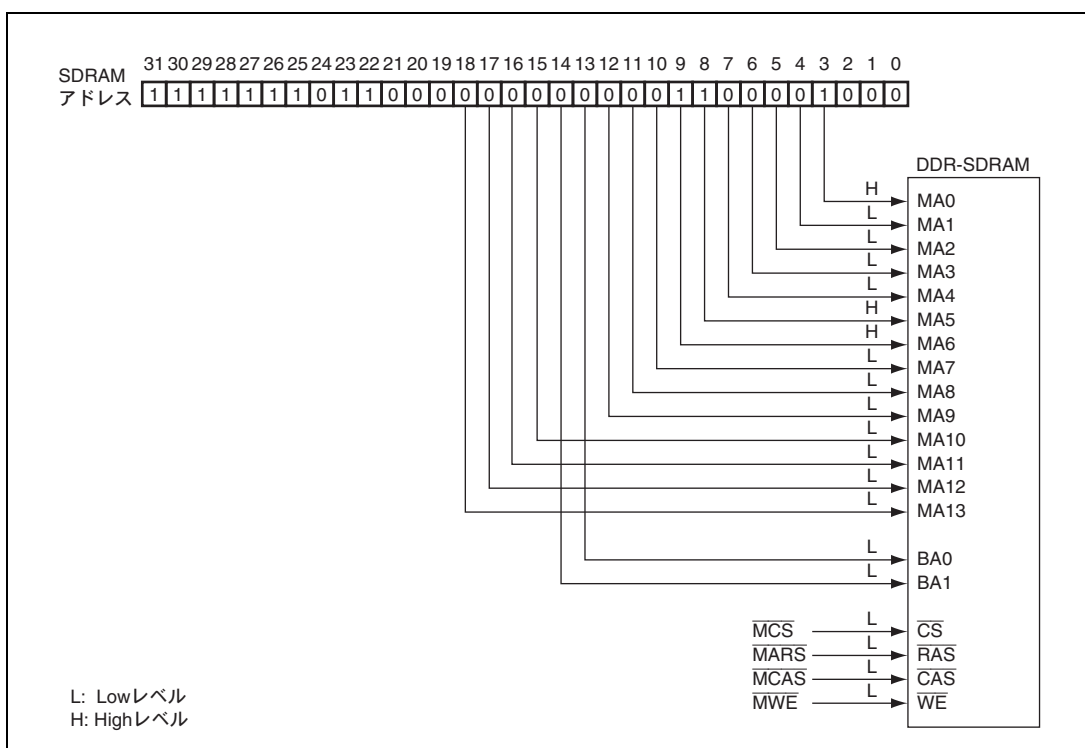 31 30 29 28 27 26 25 24 23 22 21 20 19 18 17 16 15 14 13 12 11 10 9 8 7 6 5 4 3 2 1 0
SDRAM
アドレス 1 1 1 1 1 1 1 0 1 1 0 0 0 0 0 0 0 0 0 0 0 0 1 1 0 0 0 0 1 0 0 0
DDR-SDRAM
H MA0
L MA1
L MA2
L MA3
L MA4
H MA5
H MA6
L MA7
L MA8
L MA9
L MA10
L MA11
L MA12
L MA13
L BA0
L BA1
MCS L CS
MARS L RAS
MCAS L CAS
MWE L WE
L: Lowレベル
H: Highレベル